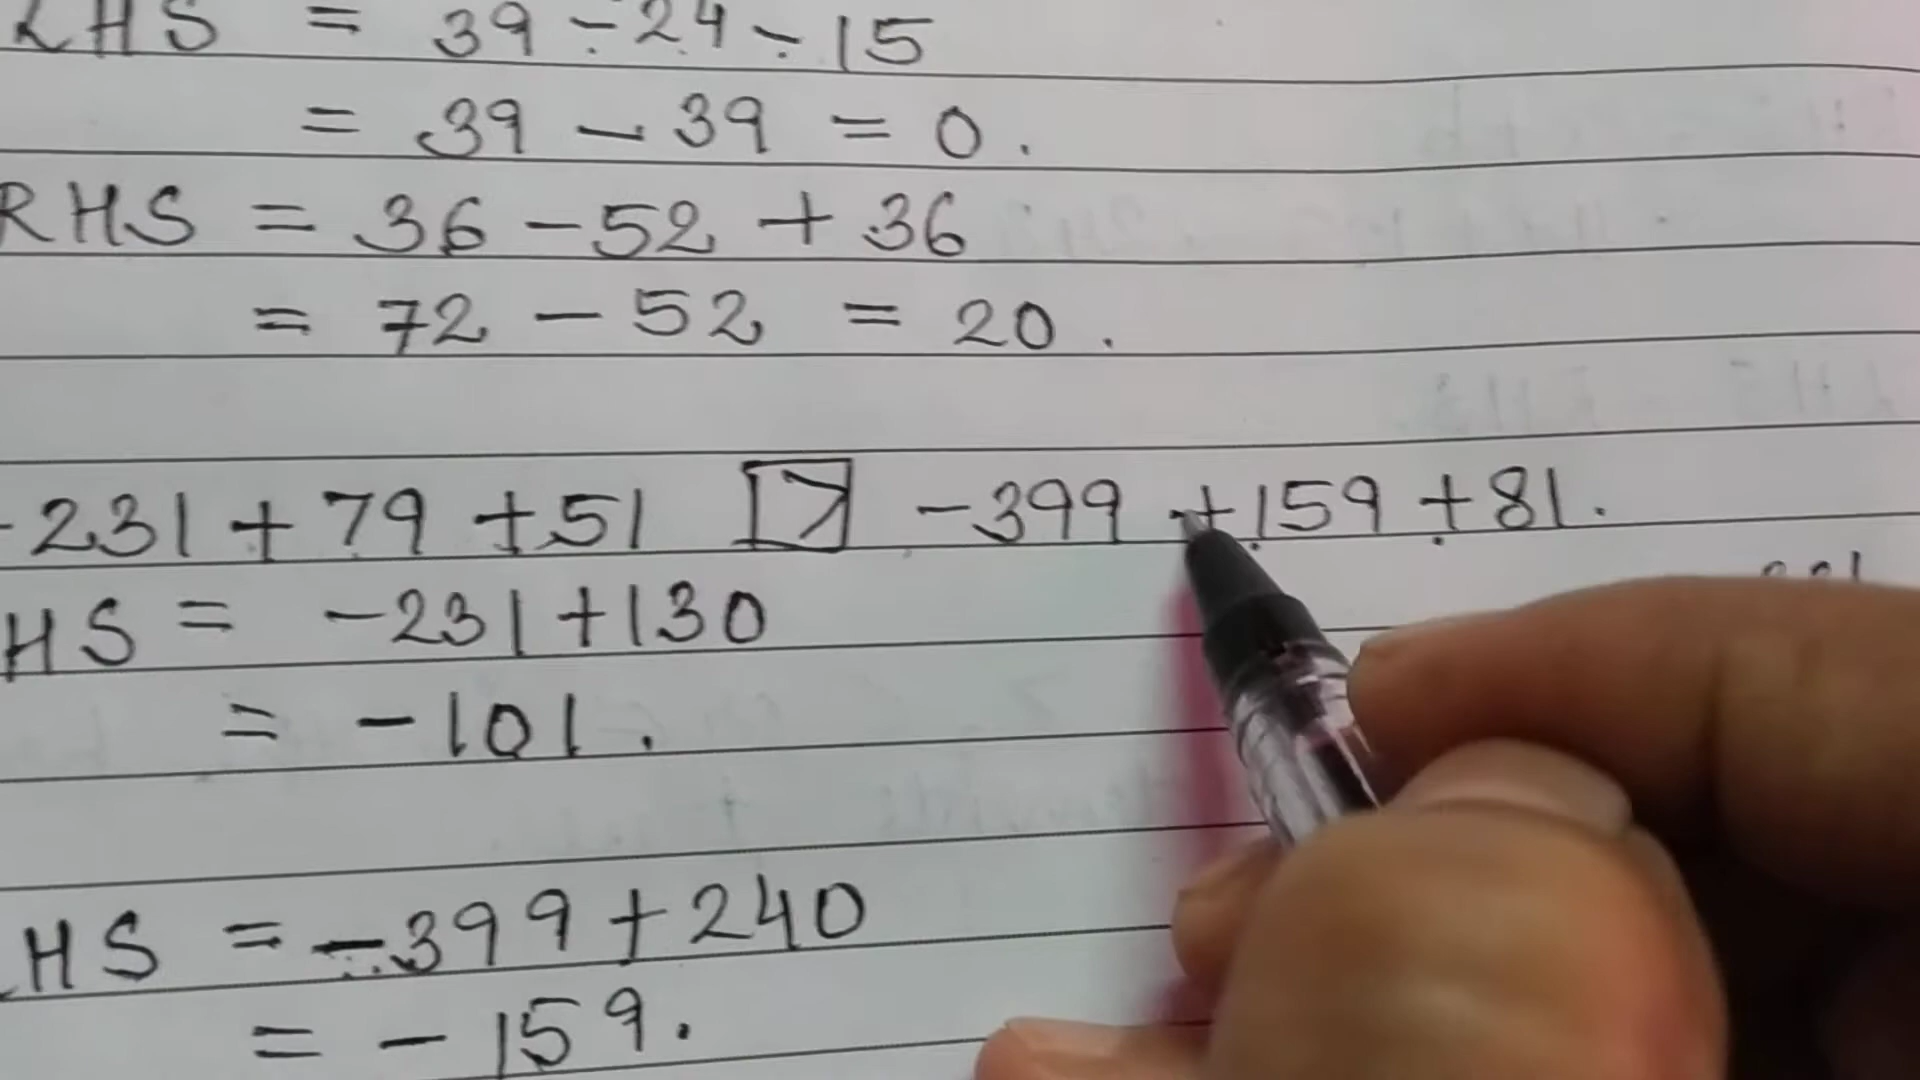 LHS = 39 - 24 - 15
= 39 - 39 = 0.
RHS = 36 - 52 + 36
= 72 - 52 = 20.
-231 + 79 + 51 > -399 + 159 + 81.
HS = -231 + 130
= -101.
HS = -399 + 240
= -159.